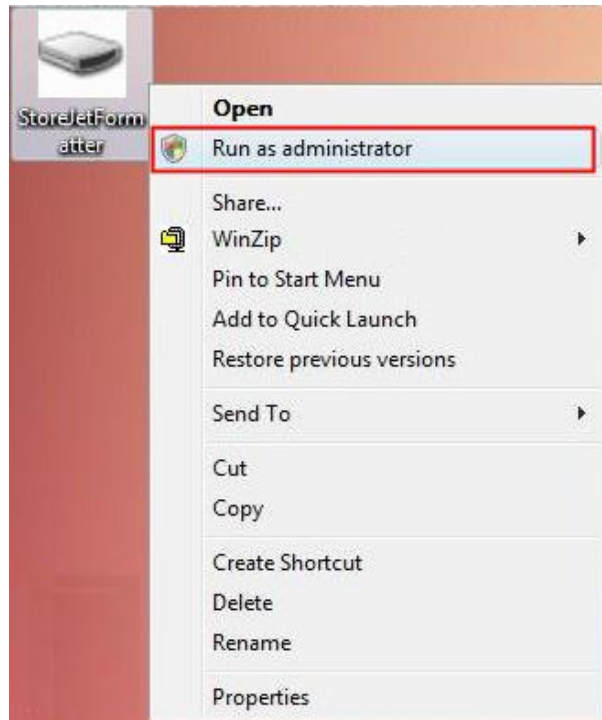 StoreJetForm
atter
Open
Run as administrator
Share...
WinZip
Pin to Start Menu
Add to Quick Launch
Restore previous versions
Send To
Cut
Copy
Create Shortcut
Delete
Rename
Properties